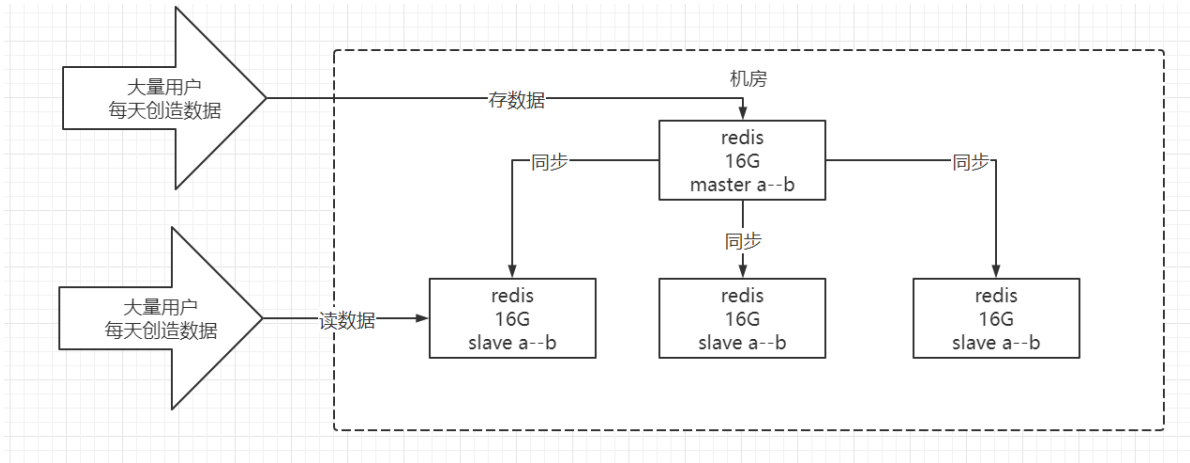 大量用户
每天创造数据
机房
存数据
redis
16G
master a--b
同步
同步
同步
大量用户
每天创造数据
读数据
redis
16G
slave a--b
redis
16G
slave a--b
redis
16G
slave a--b